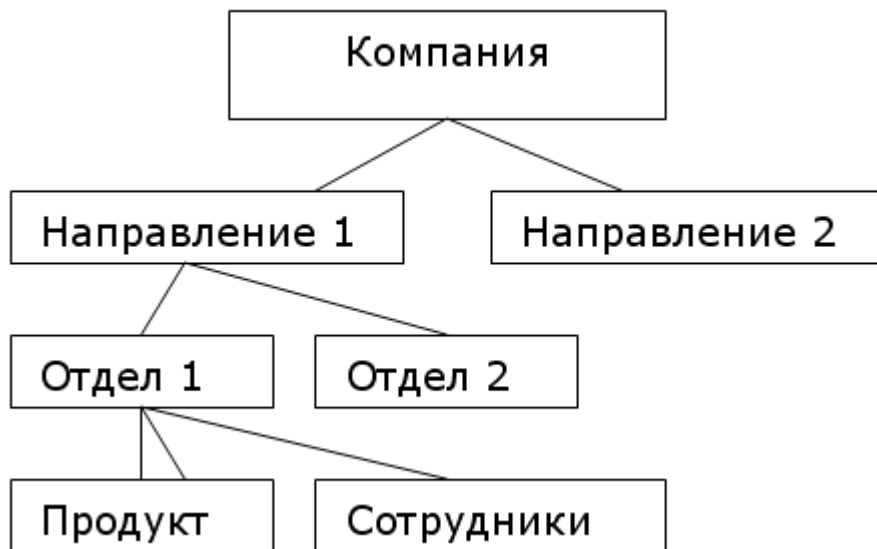 Компания
Направление 1
Направление 2
Отдел 1
Отдел 2
Продукт
Сотрудники